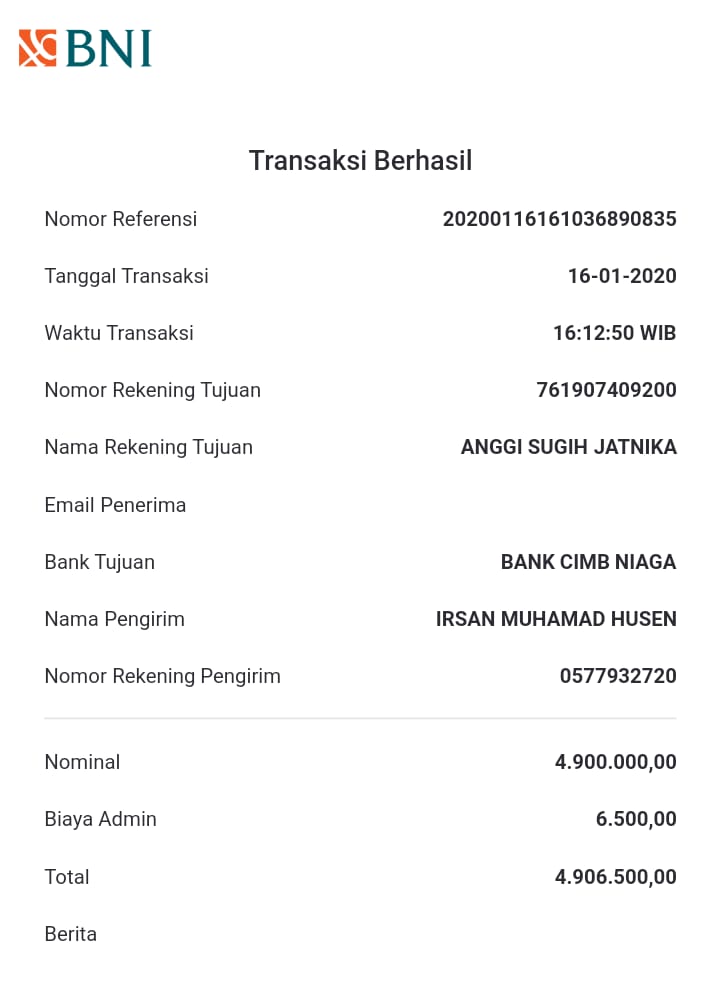 BNI
Transaksi Berhasil
Nomor Referensi 20200116161036890835
Tanggal Transaksi 16-01-2020
Waktu Transaksi 16:12:50 WIB
Nomor Rekening Tujuan 761907409200
Nama Rekening Tujuan ANGGI SUGIH JATNIKA
Email Penerima
Bank Tujuan BANK CIMB NIAGA
Nama Pengirim IRSAN MUHAMAD HUSEN
Nomor Rekening Pengirim 0577932720
Nominal 4.900.000,00
Biaya Admin 6.500,00
Total 4.906.500,00
Berita